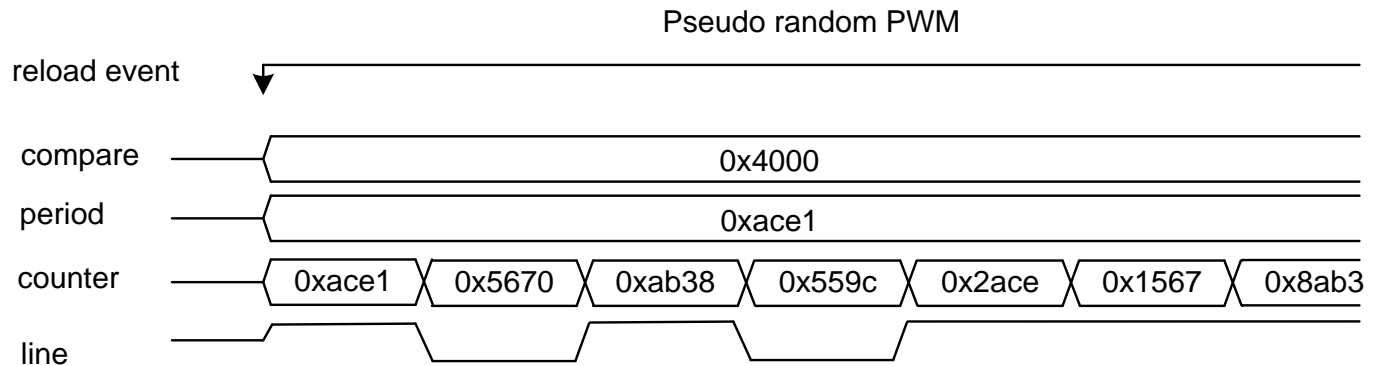 Pseudo random PWM
reload event
compare 0x4000
period 0xace1
counter 0xace1 0x5670 0xab38 0x559c 0x2ace 0x1567 0x8ab3
line